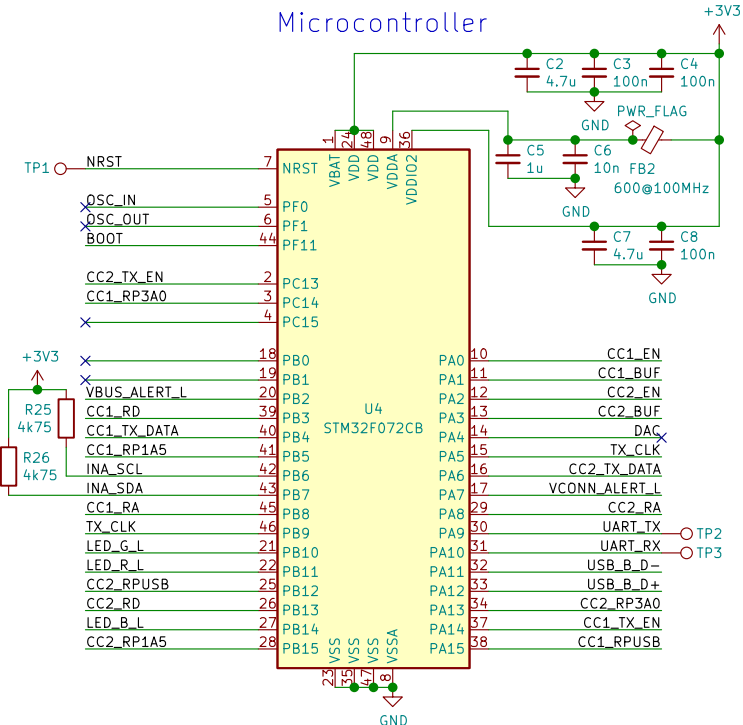 Microcontroller
+3V3
C2
4.7u
C3
100n
C4
100n
GND
PWR_FLAG
C5
1u
C6
10n
FB2
600@100MHz
GND
C7
4.7u
C8
100n
GND
1 24 48 9 36
VBAT VDD VDD VDDA VDDIO2
TP1 NRST 7 NRST
OSC_IN 5 PF0
OSC_OUT 6 PF1
BOOT 44 PF11
CC2_TX_EN 2 PC13
CC1_RP3A0 3 PC14
4 PC15
+3V3
R25
4k75
R26
4k75
18 PB0
19 PB1
VBUS_ALERT_L 20 PB2
CC1_RD 39 PB3
CC1_TX_DATA 40 PB4
CC1_RP1A5 41 PB5
INA_SCL 42 PB6
INA_SDA 43 PB7
CC1_RA 45 PB8
TX_CLK 46 PB9
LED_G_L 21 PB10
LED_R_L 22 PB11
CC2_RPUSB 25 PB12
CC2_RD 26 PB13
LED_B_L 27 PB14
CC2_RP1A5 28 PB15
U4
STM32F072CB
PA0 10 CC1_EN
PA1 11 CC1_BUF
PA2 12 CC2_EN
PA3 13 CC2_BUF
PA4 14 DAC
PA5 15 TX_CLK
PA6 16 CC2_TX_DATA
PA7 17 VCONN_ALERT_L
PA8 29 CC2_RA
PA9 30 UART_TX TP2
PA10 31 UART_RX TP3
PA11 32 USB_B_D-
PA12 33 USB_B_D+
PA13 34 CC2_RP3A0
PA14 37 CC1_TX_EN
PA15 38 CC1_RPUSB
VSS VSS VSS VSSA
23 35 47 8
GND